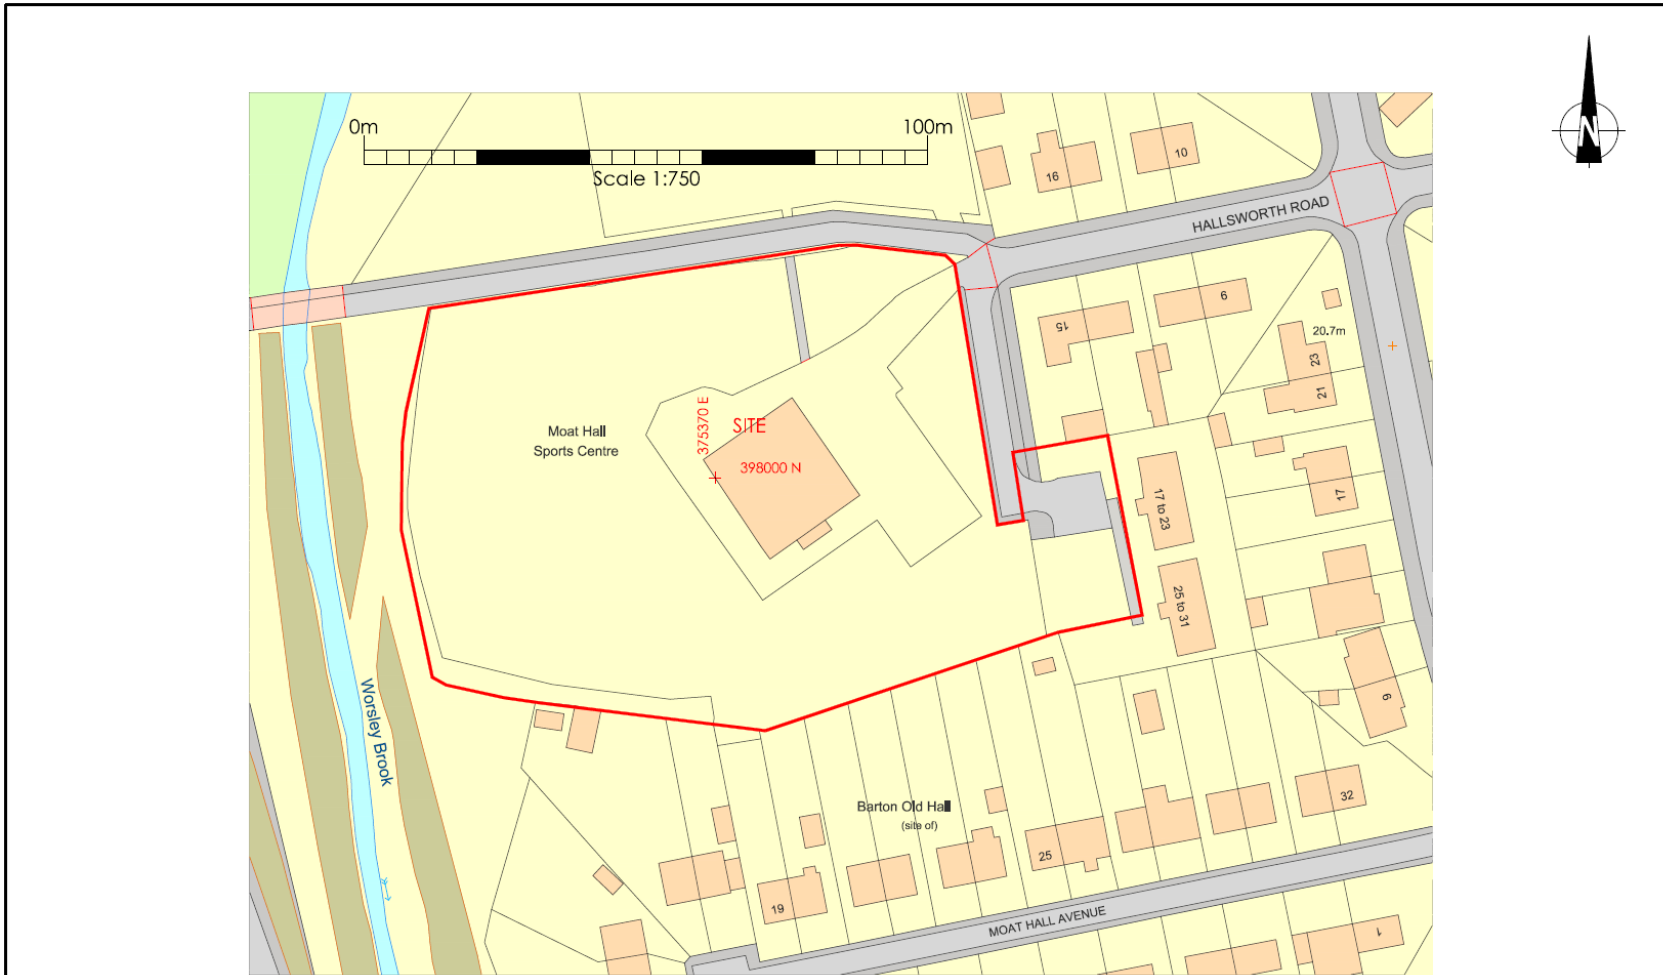 N
0m
100m
Scale 1:750
10
16
HALLSWORTH ROAD
9
15
20.7m
23
21
375370 E
SITE
Moat Hall
Sports Centre
398000 N
17
17 to 23
25 to 31
9
Worsley Brook
32
Barton Old Hall
(site of)
25
19
MOAT HALL AVENUE
1